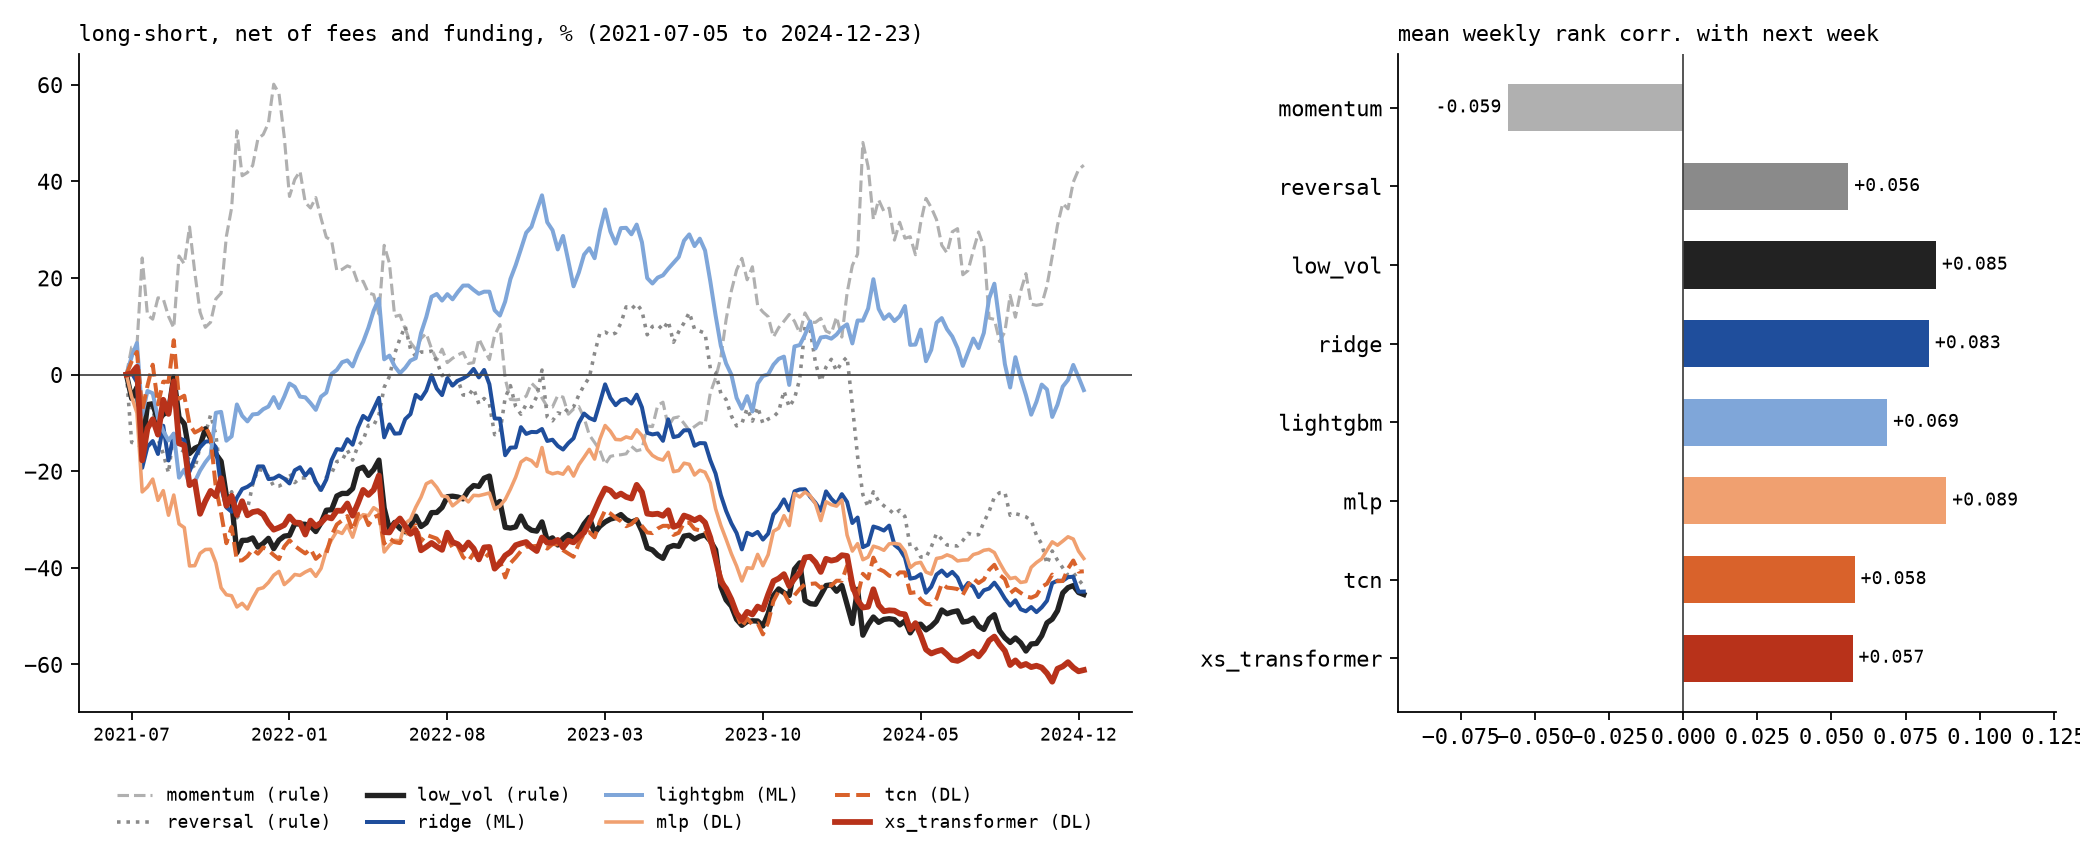 long-short, net of fees and funding, % (2021-07-05 to 2024-12-23)
60
40
20
0
−20
−40
−60
2021-07 2022-01 2022-08 2023-03 2023-10 2024-05 2024-12
momentum (rule) low_vol (rule) lightgbm (ML) tcn (DL)
reversal (rule) ridge (ML) mlp (DL) xs_transformer (DL)
mean weekly rank corr. with next week
momentum -0.059
reversal +0.056
low_vol +0.085
ridge +0.083
lightgbm +0.069
mlp +0.089
tcn +0.058
xs_transformer +0.057
−0.075 −0.050 −0.025 0.000 0.025 0.050 0.075 0.100 0.125